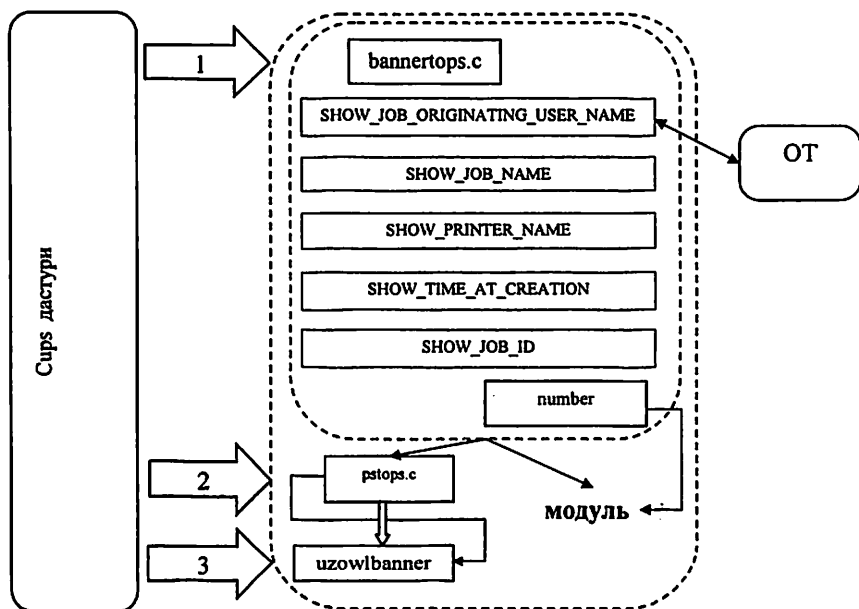 Cups дастури
1
bannertops.c
SHOW_JOB_ORIGINATING_USER_NAME
ОТ
SHOW_JOB_NAME
SHOW_PRINTER_NAME
SHOW_TIME_AT_CREATION
SHOW_JOB_ID
number
2
pstops.c
модуль
3
uzowlbanner